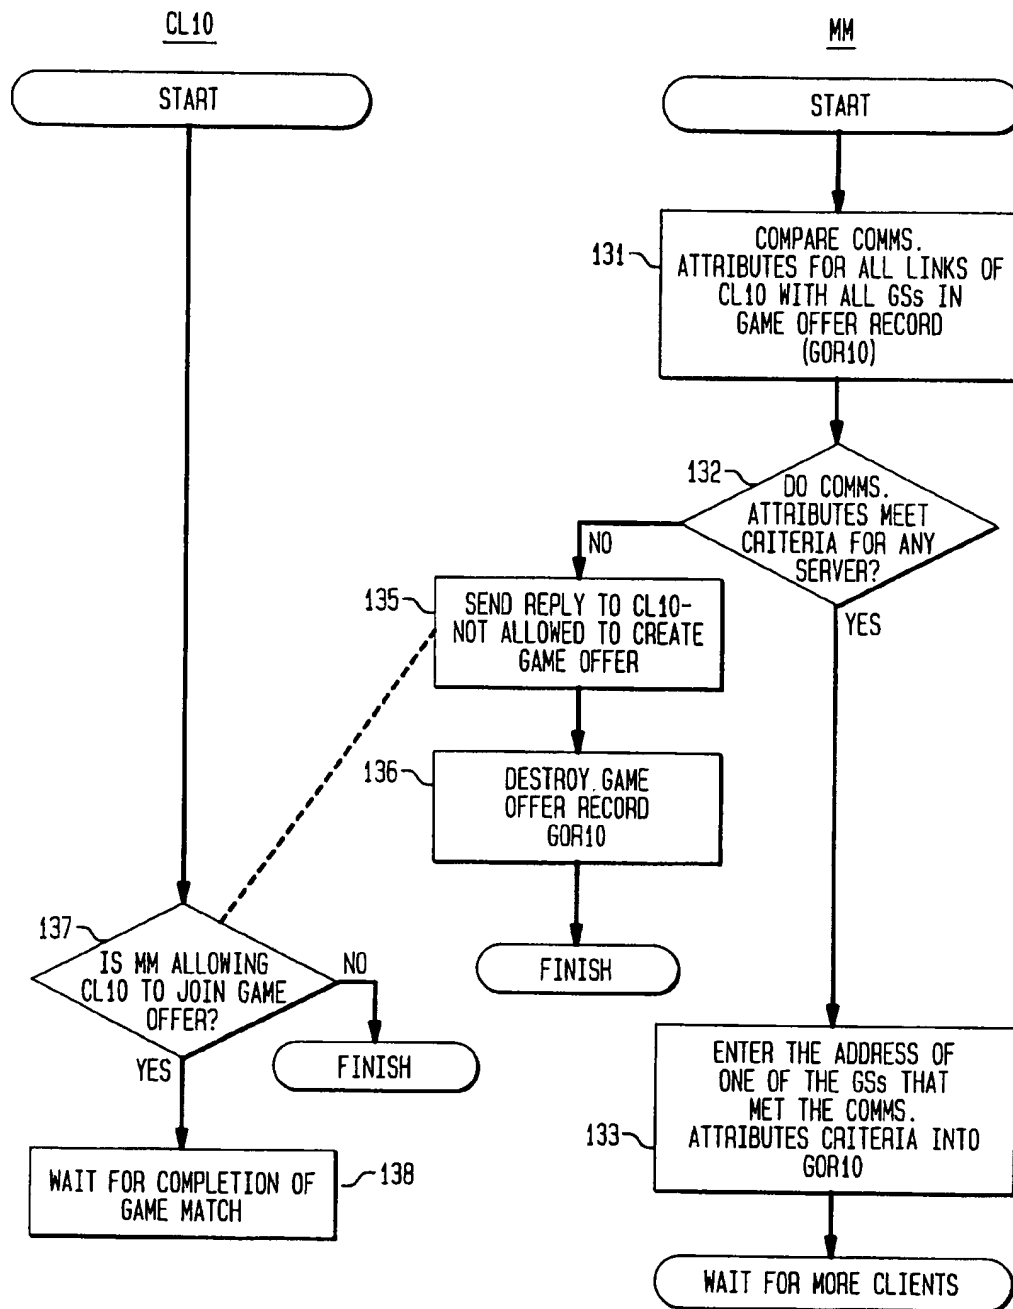 CL10
MM
START
START
131
COMPARE COMMS.
ATTRIBUTES FOR ALL LINKS OF
CL10 WITH ALL GSs IN
GAME OFFER RECORD
(GOR10)
132
DO COMMS.
ATTRIBUTES MEET
CRITERIA FOR ANY
SERVER?
NO
YES
135
SEND REPLY TO CL10-
NOT ALLOWED TO CREATE
GAME OFFER
136
DESTROY. GAME
OFFER RECORD
GOR10
FINISH
137
IS MM ALLOWING
CL10 TO JOIN GAME
OFFER?
NO
YES
FINISH
133
ENTER THE ADDRESS OF
ONE OF THE GSs THAT
MET THE COMMS.
ATTRIBUTES CRITERIA INTO
GOR10
WAIT FOR COMPLETION OF
GAME MATCH
138
WAIT FOR MORE CLIENTS